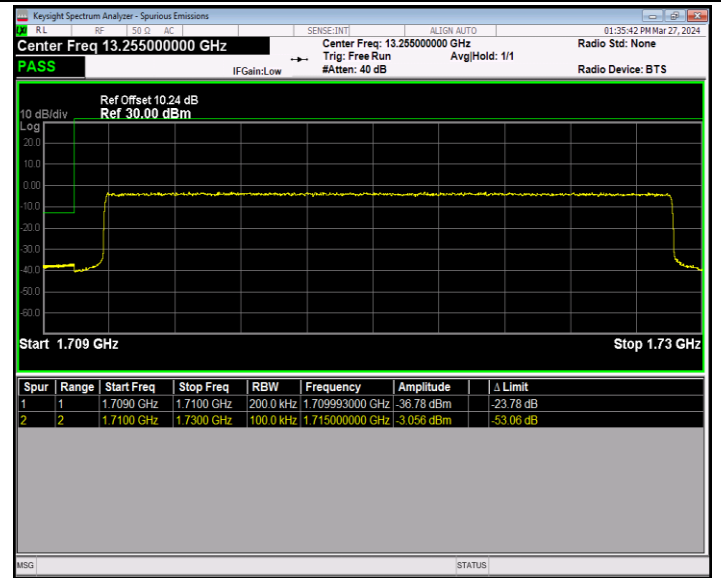 Keysight Spectrum Analyzer - Spurious Emissions
RL RF 50 Ω AC SENSE:INT ALIGN AUTO 01:35:42 PM Mar 27, 2024
Center Freq 13.255000000 GHz Center Freq: 13.255000000 GHz Radio Std: None
Trig: Free Run Avg|Hold: 1/1
PASS IFGain:Low #Atten: 40 dB Radio Device: BTS
Ref Offset 10.24 dB
10 dB/div Ref 30.00 dBm
Log
20.0
10.0
0.00
-10.0
-20.0
-30.0
-40.0
-50.0
-60.0
Start 1.709 GHz Stop 1.73 GHz
Spur Range Start Freq Stop Freq RBW Frequency Amplitude Δ Limit
1 1 1.7090 GHz 1.7100 GHz 200.0 kHz 1.709993000 GHz -36.78 dBm -23.78 dB
2 2 1.7100 GHz 1.7300 GHz 100.0 kHz 1.715000000 GHz -3.056 dBm -53.06 dB
MSG STATUS